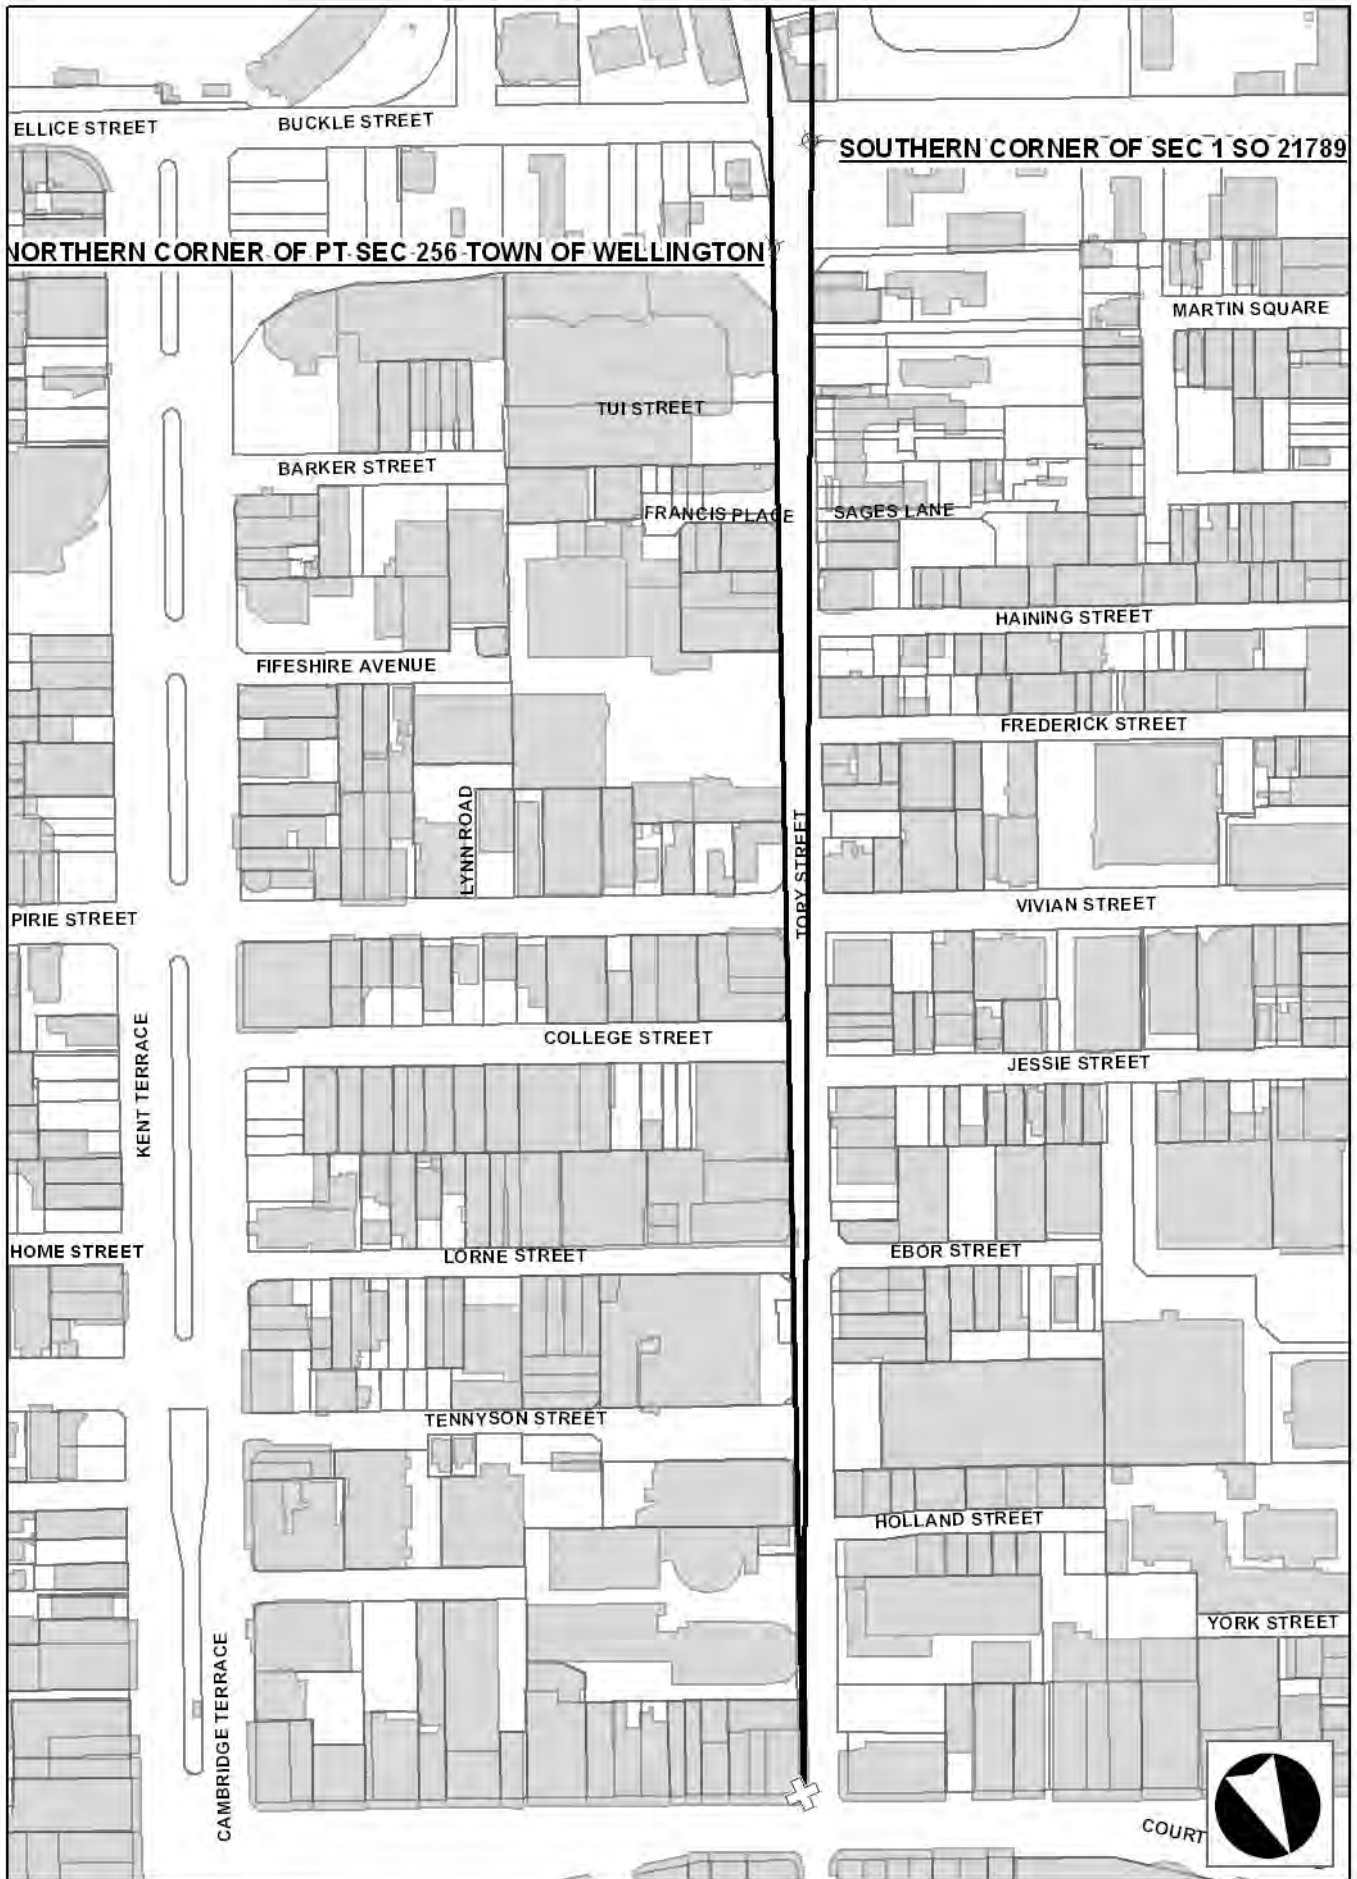 ELLICE STREET
BUCKLE STREET
SOUTHERN CORNER OF SEC 1 SO 21789
NORTHERN CORNER OF PT SEC 256 TOWN OF WELLINGTON
MARTIN SQUARE
TUI STREET
BARKER STREET
FRANCIS PLACE
SAGES LANE
HAINING STREET
FIFESHIRE AVENUE
FREDERICK STREET
LYNN ROAD
TORY STREET
VIVIAN STREET
PIRIE STREET
COLLEGE STREET
JESSIE STREET
KENT TERRACE
HOME STREET
LORNE STREET
EBOR STREET
TENNYSON STREET
HOLLAND STREET
YORK STREET
CAMBRIDGE TERRACE
COURT